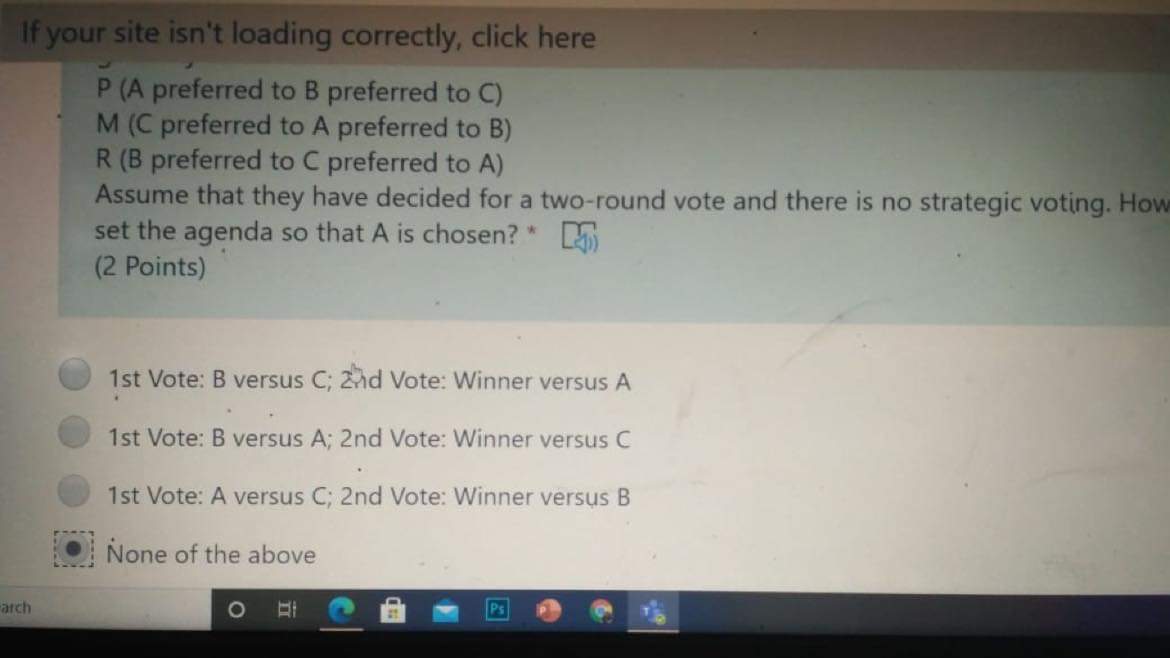 If your site isn't loading correctly, click here
P (A preferred to B preferred to C)
M (C preferred to A preferred to B)
R (B preferred to C preferred to A)
Assume that they have decided for a two-round vote and there is no strategic voting. How
set the agenda so that A is chosen? *
(2 Points)
1st Vote: B versus C; 2nd Vote: Winner versus A
1st Vote: B versus A; 2nd Vote: Winner versus C
1st Vote: A versus C; 2nd Vote: Winner versus B
None of the above
arch
Ps
P
T